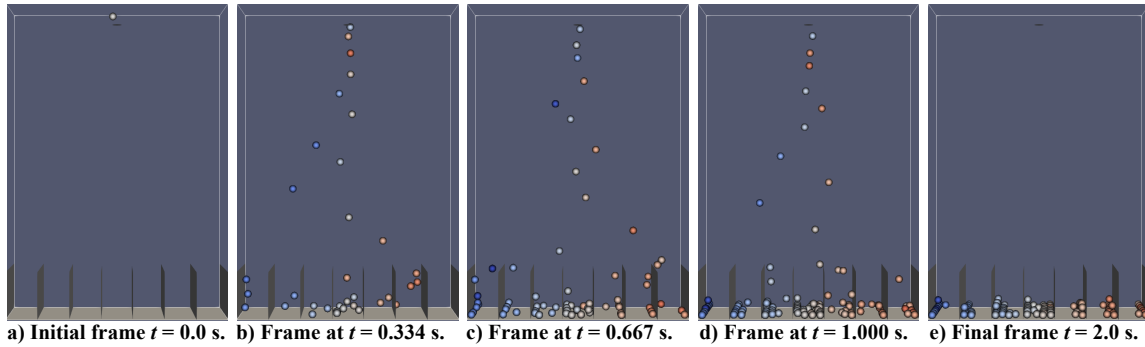 a) Initial frame t = 0.0 s. b) Frame at t = 0.334 s. c) Frame at t = 0.667 s. d) Frame at t = 1.000 s. e) Final frame t = 2.0 s.